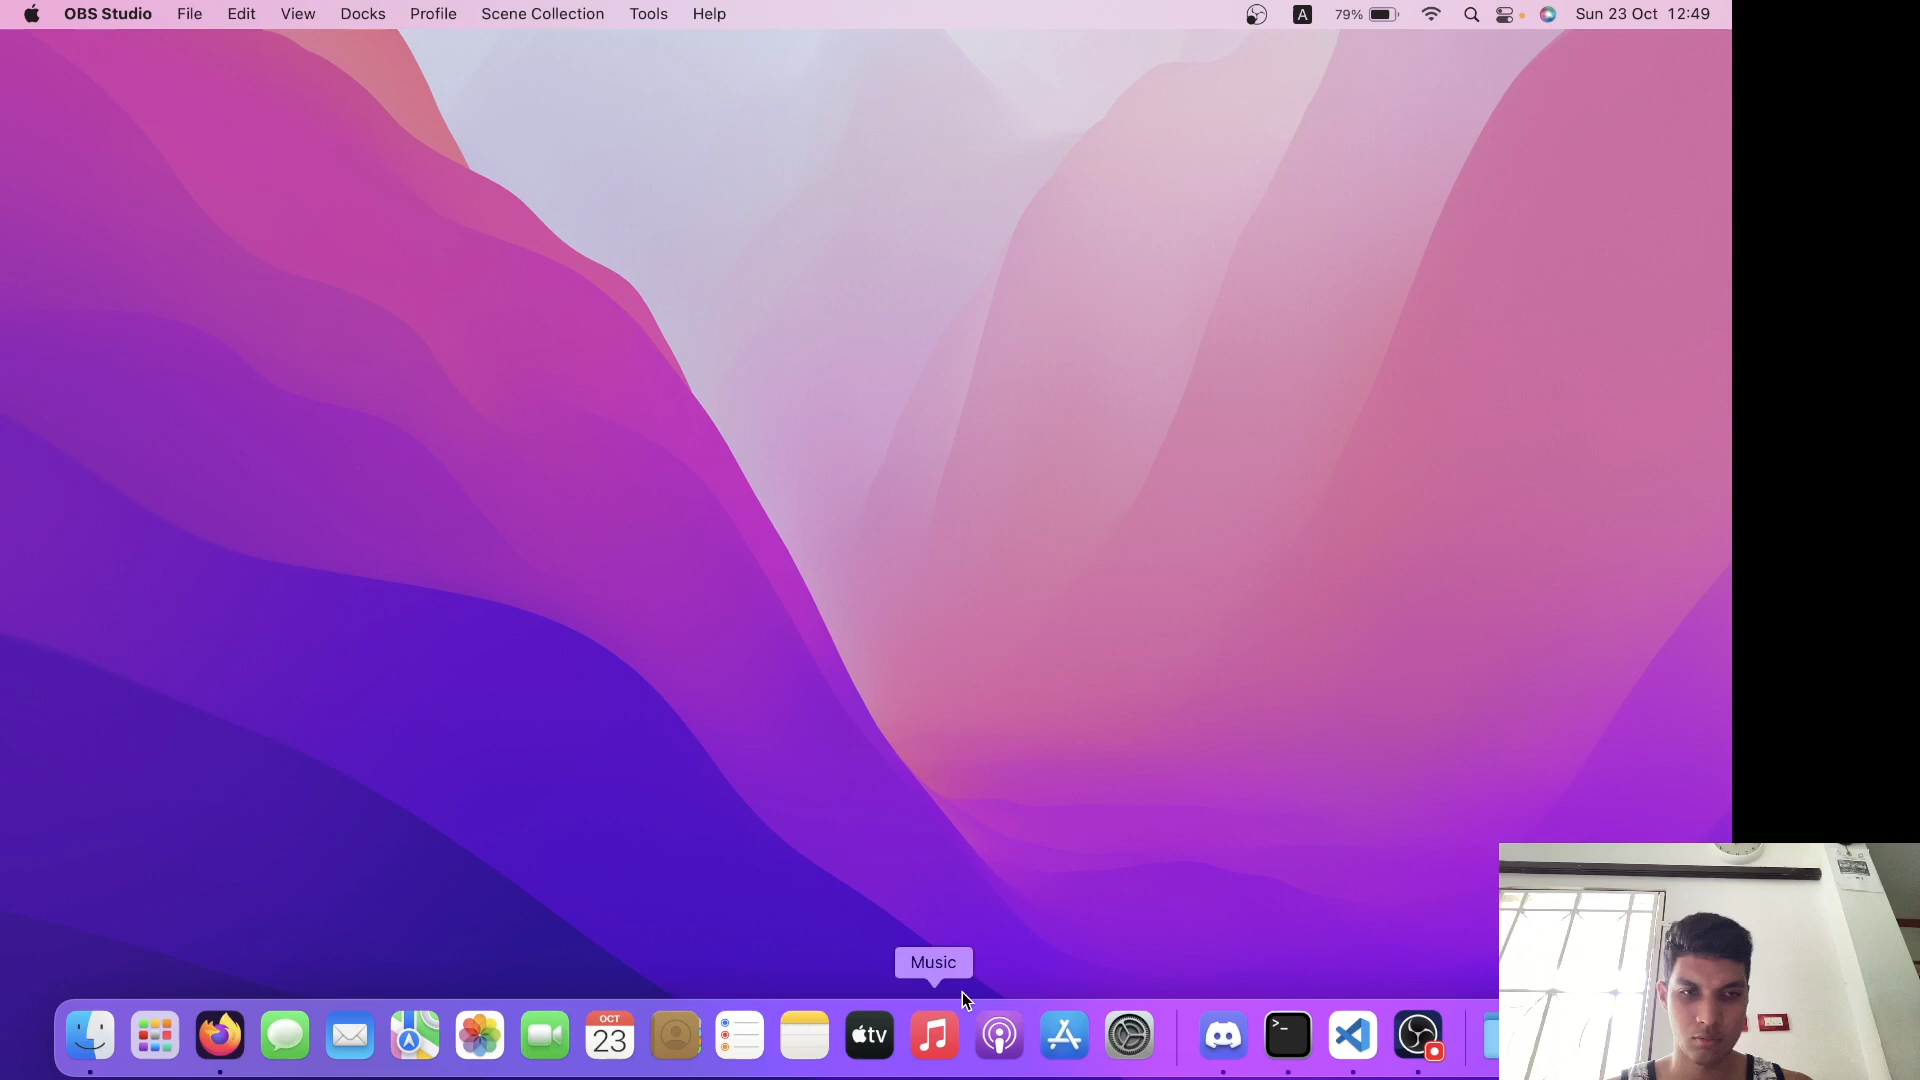 OBS Studio File Edit View Docks Profile Scene Collection Tools Help A 79% Sun 23 Oct 12:49
Music
OCT
23
tv
>_